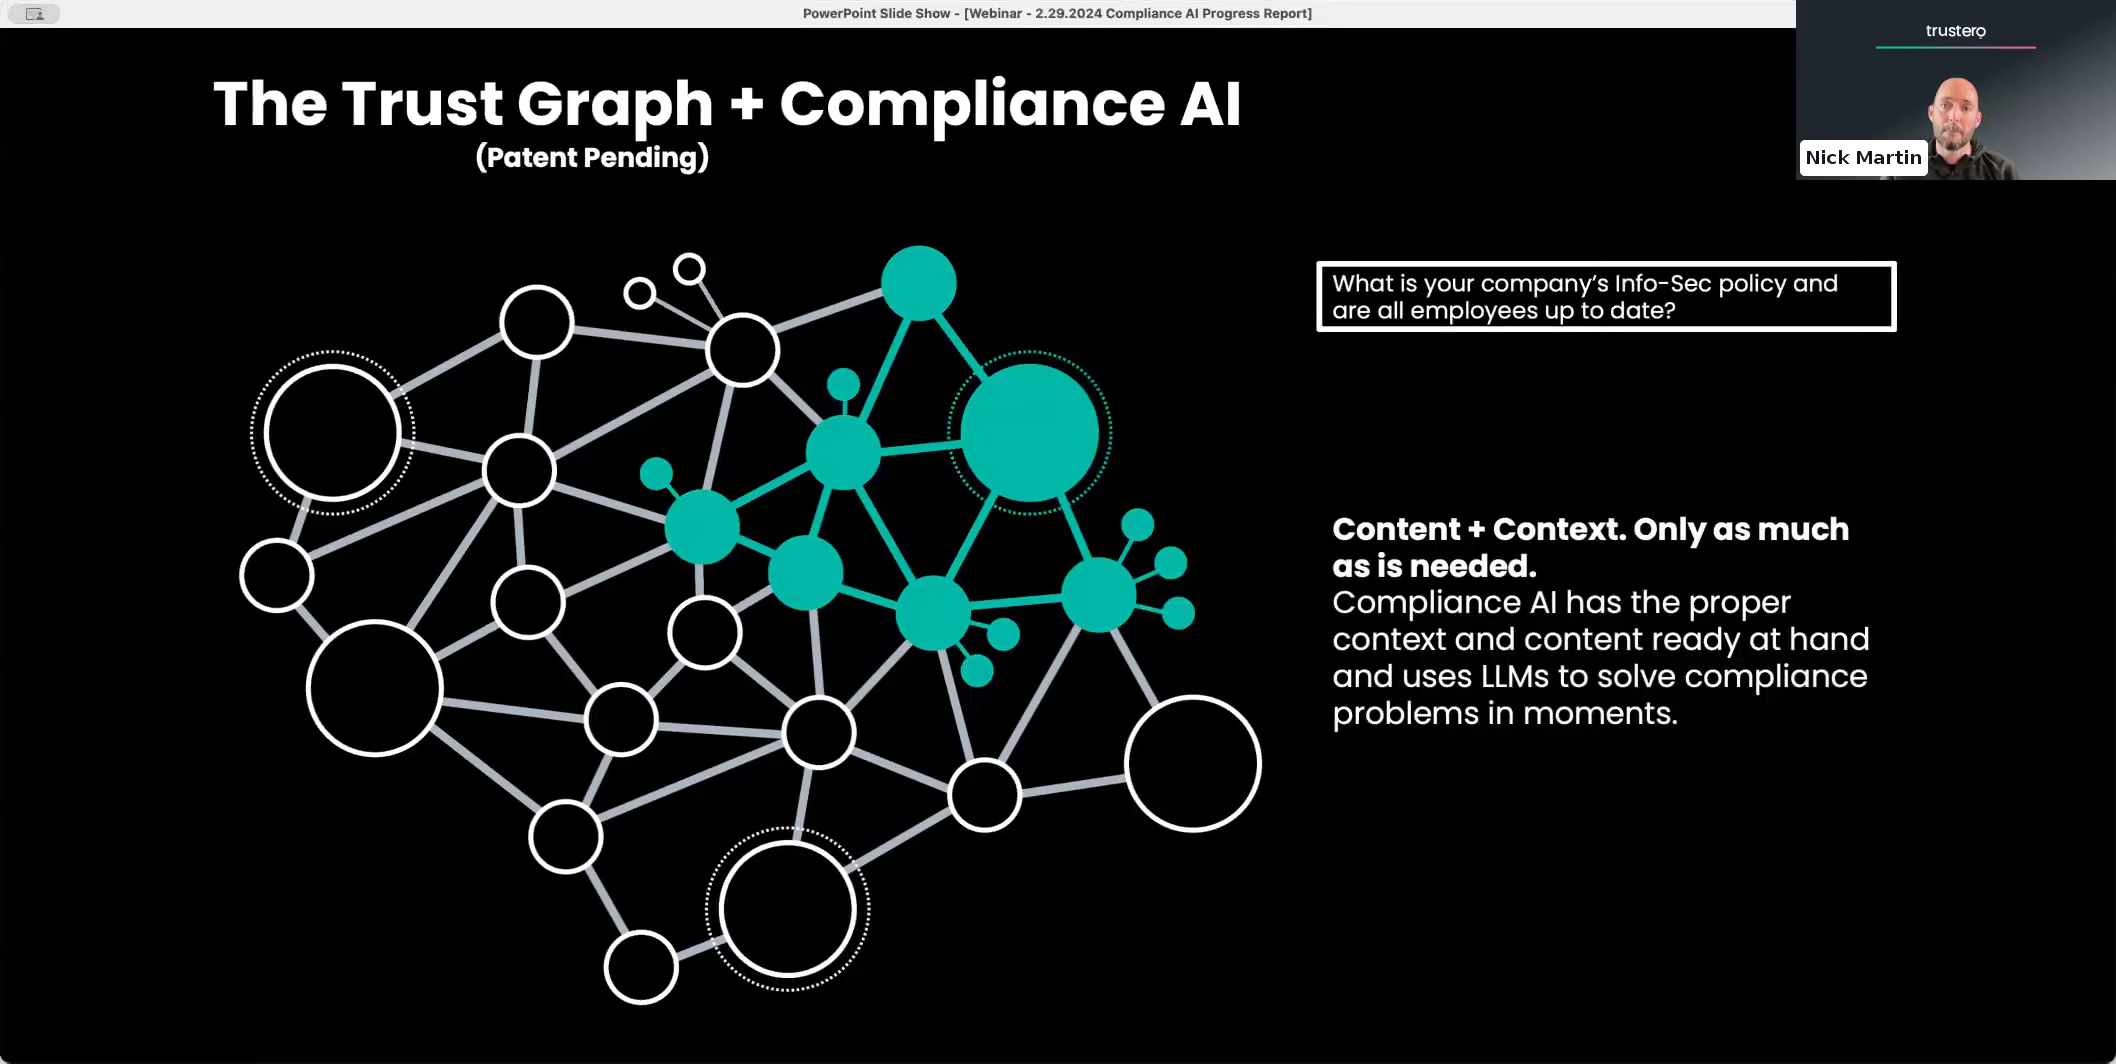 PowerPoint Slide Show - [Webinar - 2.29.2024 Compliance AI Progress Report]
trustero
Nick Martin
The Trust Graph + Compliance AI
(Patent Pending)
What is your company’s Info-Sec policy and
are all employees up to date?
Content + Context. Only as much
as is needed.
Compliance AI has the proper
context and content ready at hand
and uses LLMs to solve compliance
problems in moments.